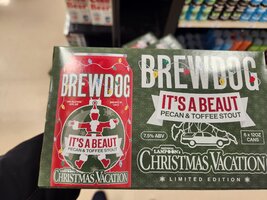 BREWDOG
IT'S A BEAUT
PECAN & TOFFEE STOUT
CHRISTMAS VACATION
BREWDOG
IT'S A BEAUT
PECAN & TOFFEE STOUT
7.5% ABV
6 x 12OZ
CANS
LAMPOON'S
CHRISTMAS VACATION
LIMITED EDITION